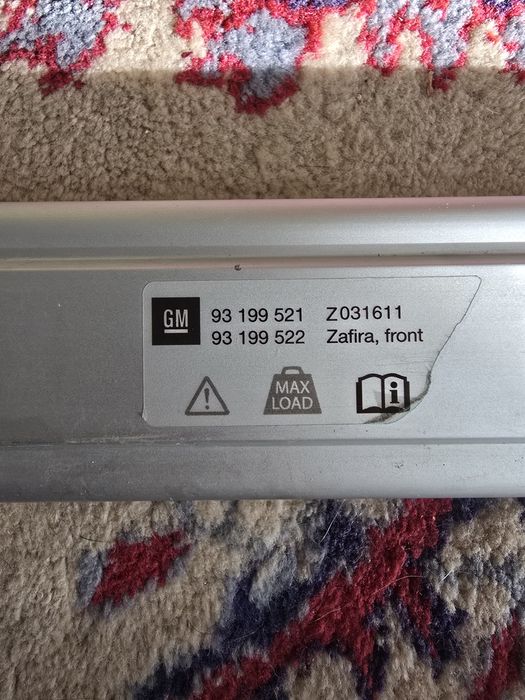 GM 93 199 521 Z031611
93 199 522 Zafira, front
MAX
LOAD
i